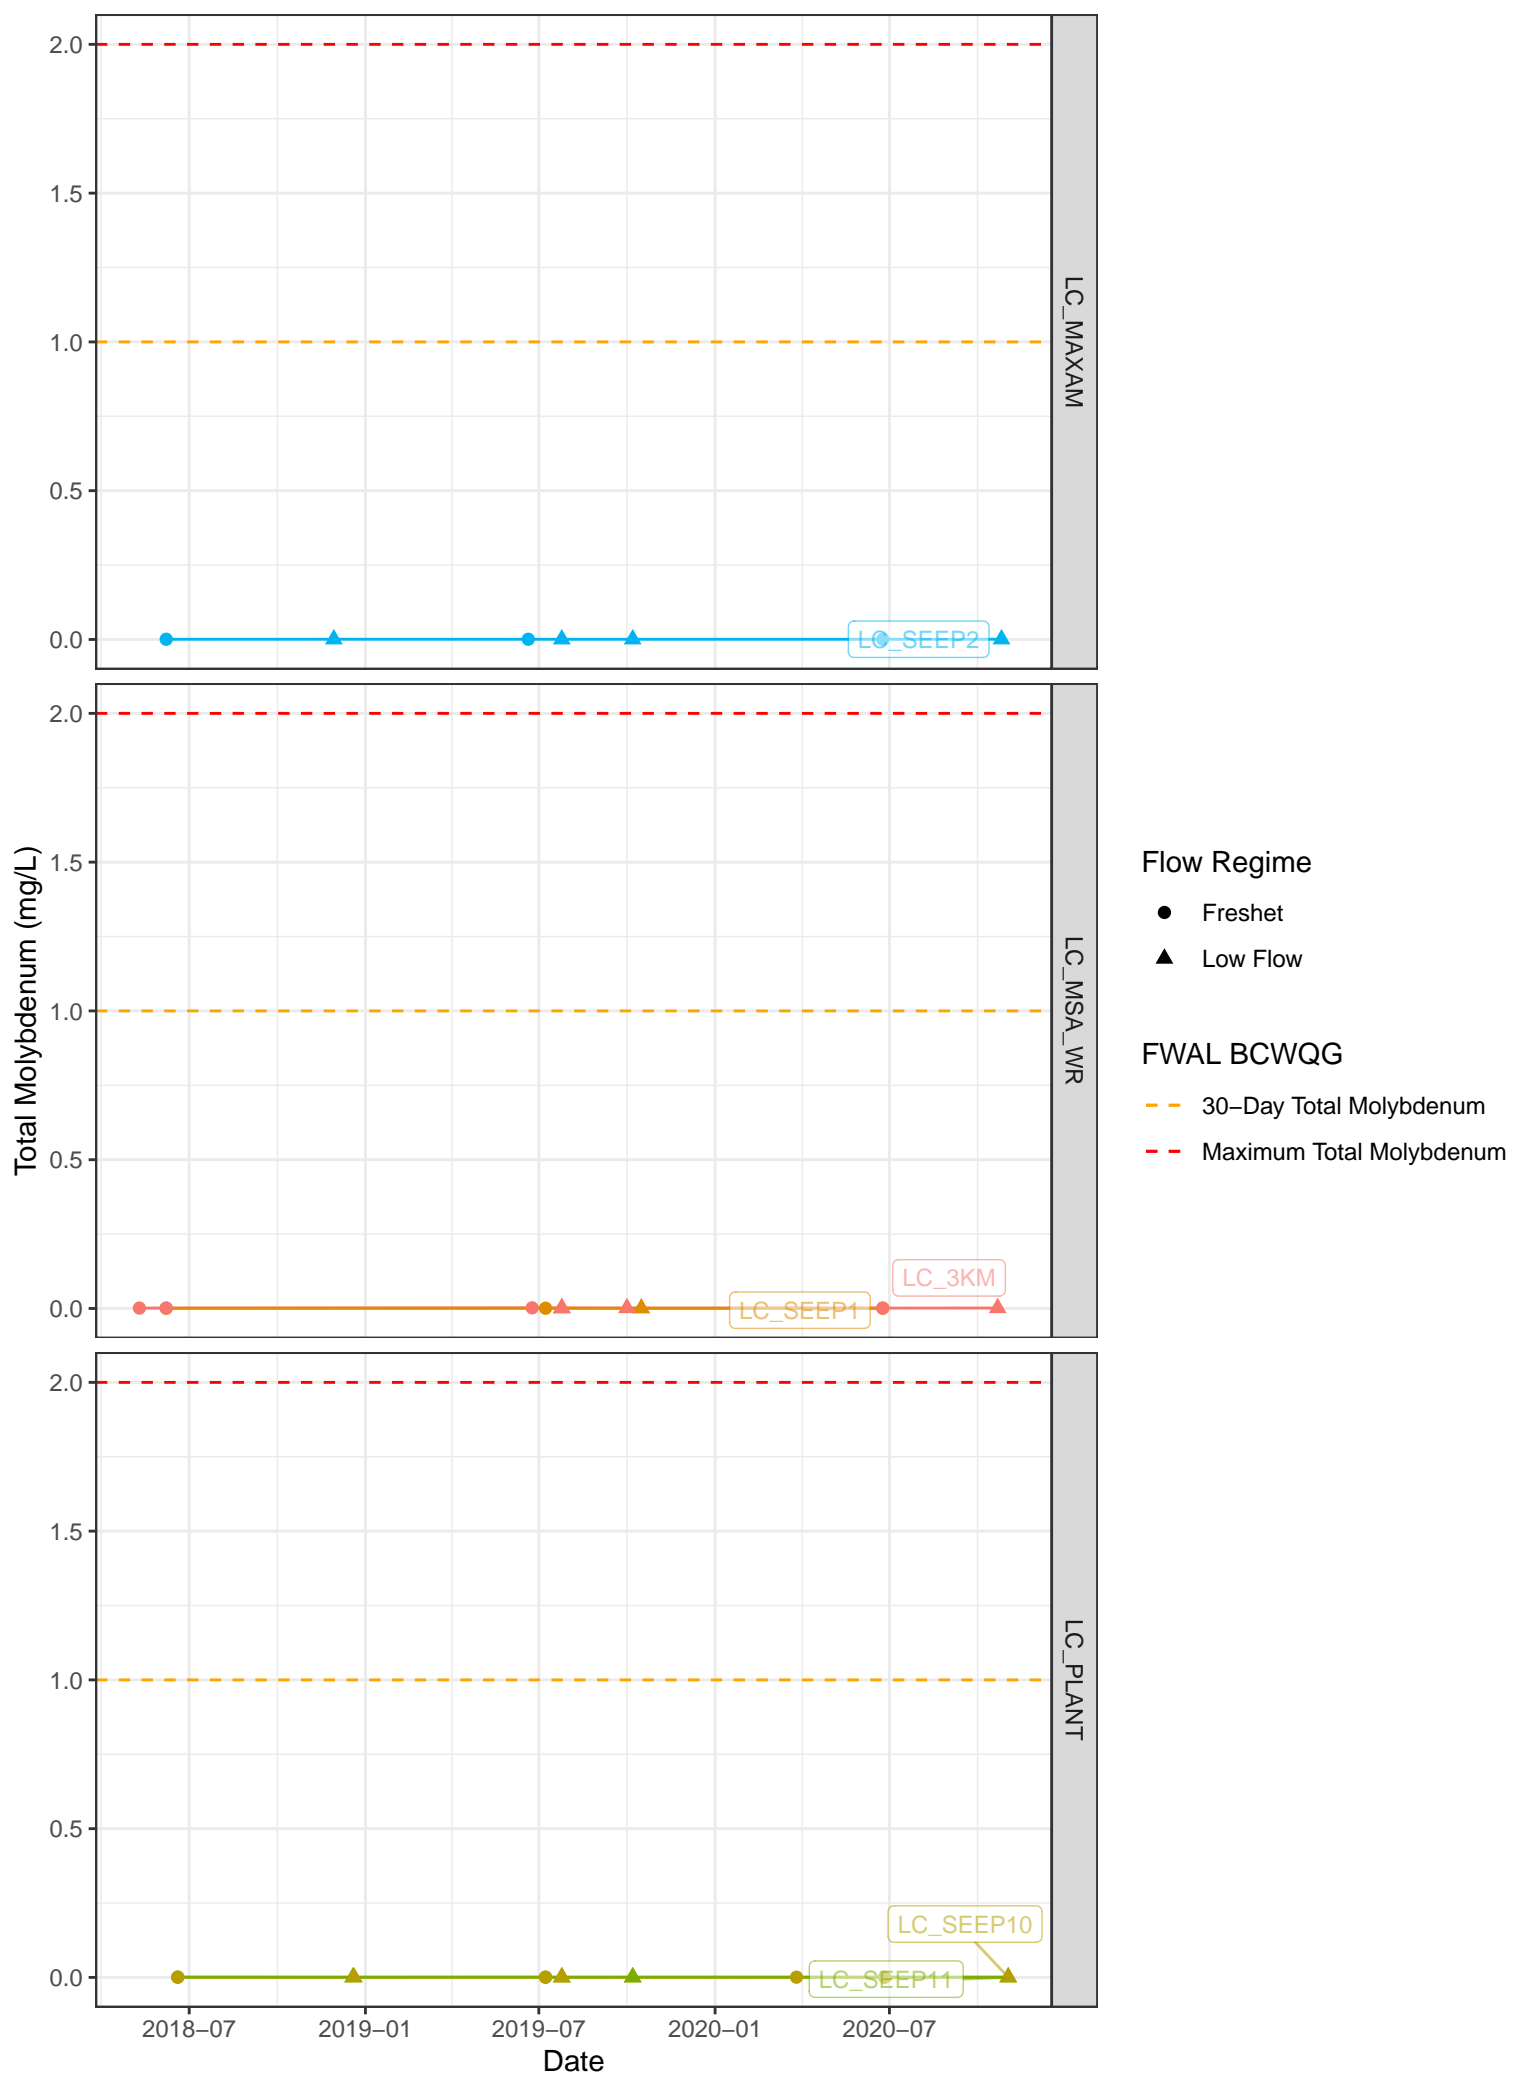 2.0
1.5
1.0
0.5
0.0
LC_SEEP2
LC_MAXAM
Total Molybdenum (mg/L)
2.0
1.5
1.0
0.5
0.0
LC_3KM
LC_SEEP1
LC_MSA_WR
2.0
1.5
1.0
0.5
0.0
LC_SEEP10
LC_SEEP11
LC_PLANT
2018−07
2019−01
2019−07
2020−01
2020−07
Date
Flow Regime
Freshet
Low Flow
FWAL BCWQG
30−Day Total Molybdenum
Maximum Total Molybdenum